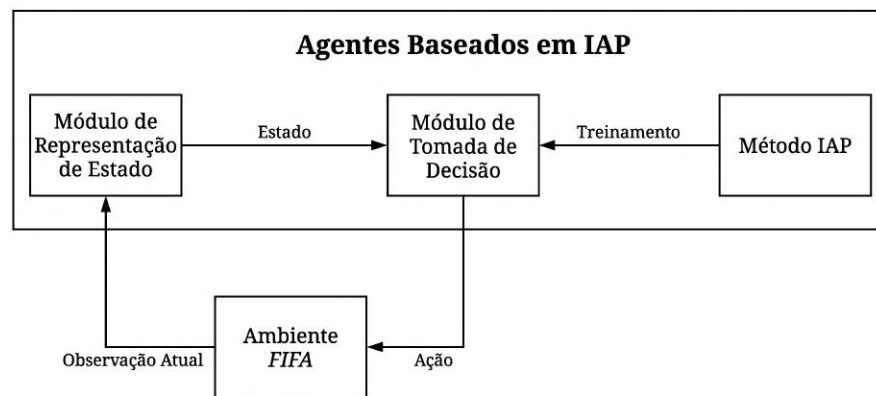 Agentes Baseados em IAP
Módulo de
Representação
de Estado
Estado
Módulo de
Tomada de
Decisão
Treinamento
Método IAP
Observação Atual
Ambiente
FIFA
Ação